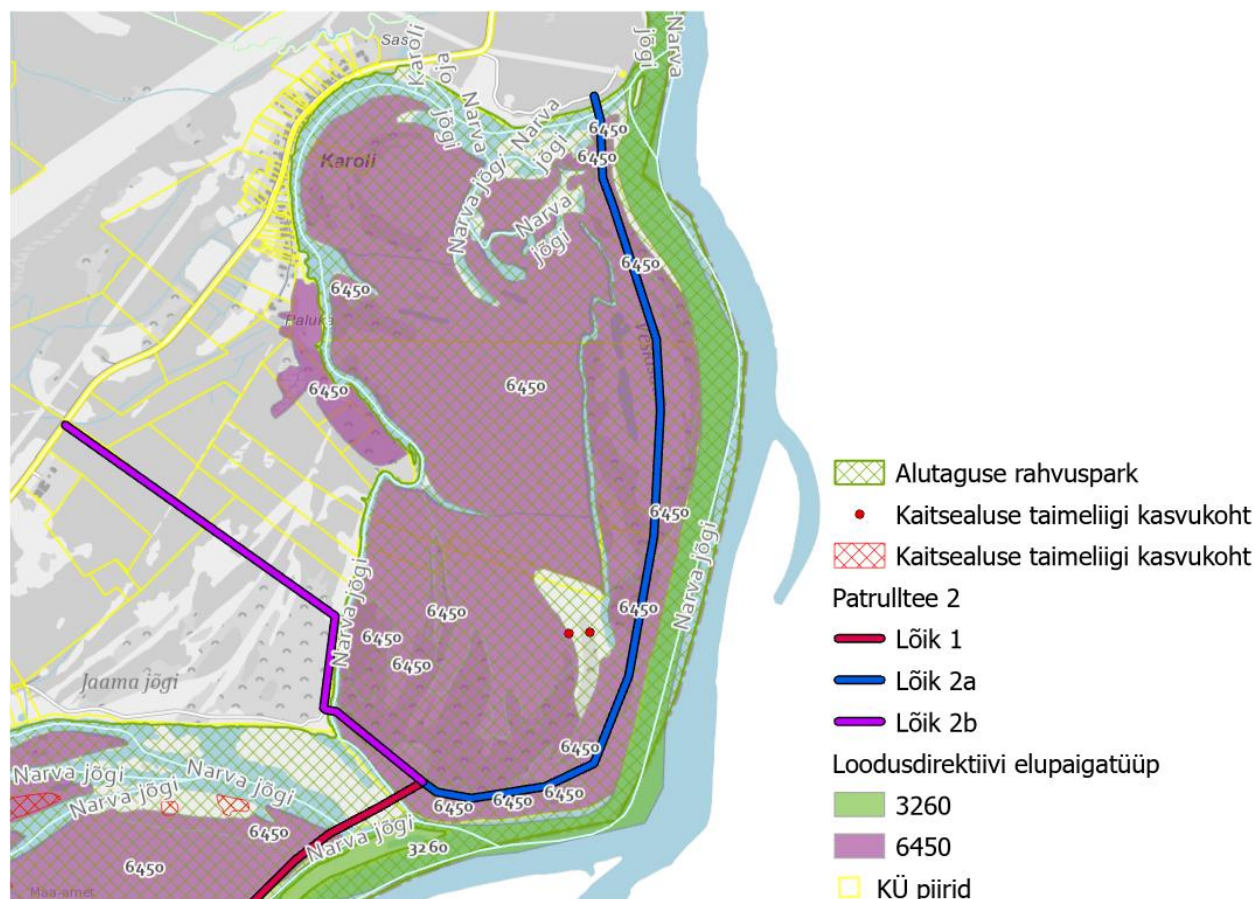 Sas
Karoli
oja
Narva
jõgi
Narva
jõgi
Narva
jõgi
6450
6450
Karoli
Narva jõgi
Narva
jõgi
6450
6450
Paluka
6450
6450
6450
Narva jõgi
Narva jõgi
6450
6450
6450
6450
Jaama jõgi
6450
Narva jõgi
Narva jõgi
Narva jõgi
6450
6450
6450
6450
Narva jõgi
3260
6450
Maa-amet
Alutaguse rahvuspark
Kaitsealuse taimeliigi kasvukoht
Kaitsealuse taimeliigi kasvukoht
Patrulltee 2
Lõik 1
Lõik 2a
Lõik 2b
Loodusdirektiivi elupaigatüüp
3260
6450
KÜ piirid